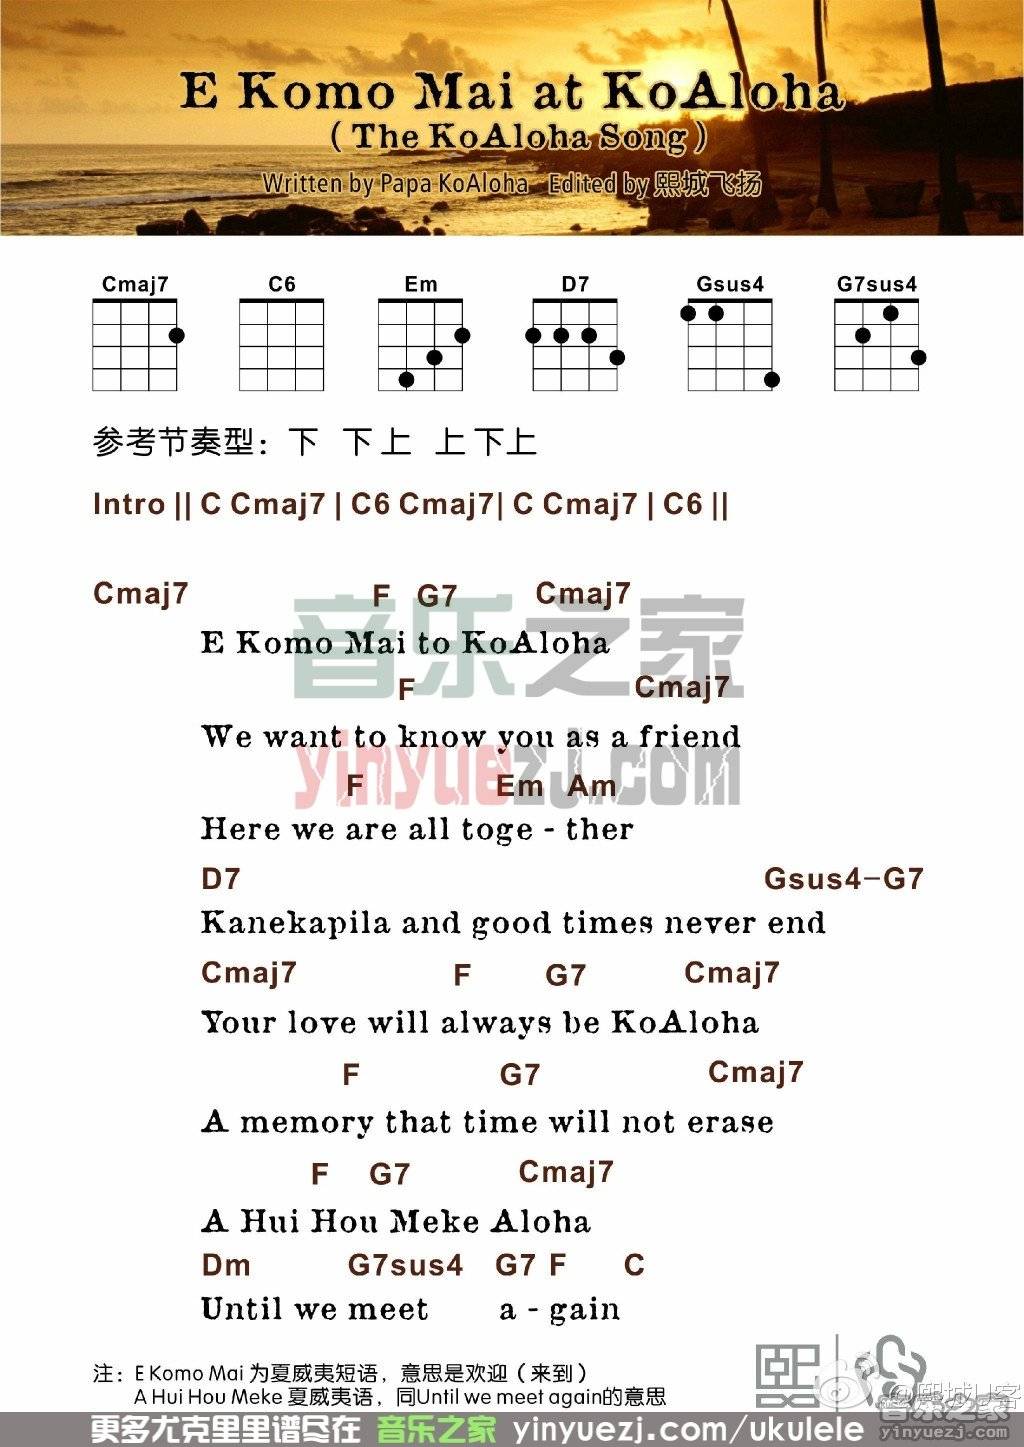 E Komo Mai at KoAloha
( The KoAloha Song )
Written by Papa KoAloha Edited by 熙城飞扬
Cmaj7 C6 Em D7 Gsus4 G7sus4
参考节奏型：下 下上 上下上
Intro || C Cmaj7 | C6 Cmaj7| C Cmaj7 | C6 ||
Cmaj7 F G7 Cmaj7
E Komo Mai to KoAloha
音乐之家
F Cmaj7
We want to know you as a friend
yinyuezj.com
F Em Am
Here we are all toge - ther
D7 Gsus4-G7
Kanekapila and good times never end
Cmaj7 F G7 Cmaj7
Your love will always be KoAloha
F G7 Cmaj7
A memory that time will not erase
F G7 Cmaj7
A Hui Hou Meke Aloha
Dm G7sus4 G7 F C
Until we meet a - gain
注：E Komo Mai 为夏威夷短语，意思是欢迎（来到）
A Hui Hou Meke 夏威夷语，同Until we meet again的意思
熙
@熙城U客
音乐之家
yinyuezj.com
更多尤克里里谱尽在 音乐之家 yinyuezj.com/ukulele